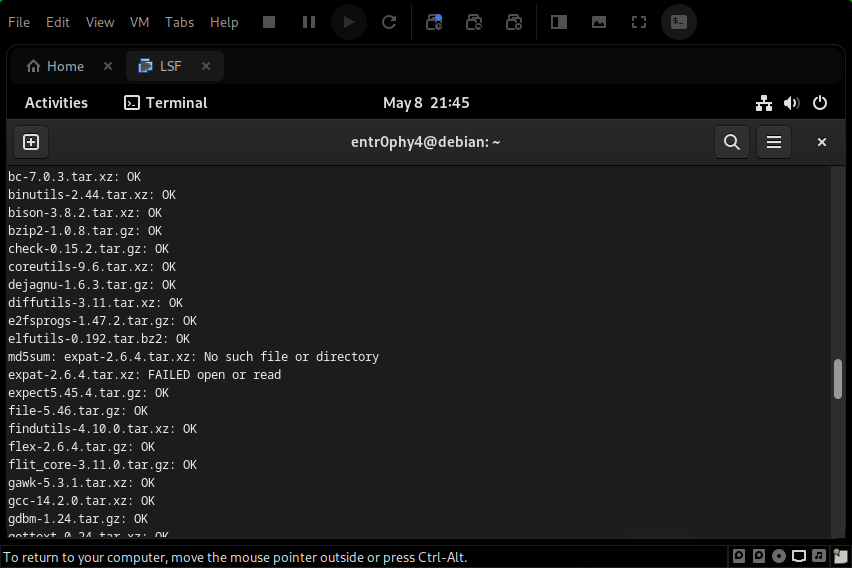 File Edit View VM Tabs Help
Home × LSF ×
Activities Terminal May 8 21:45
entr0phy4@debian: ~
bc-7.0.3.tar.xz: OK
binutils-2.44.tar.xz: OK
bison-3.8.2.tar.xz: OK
bzip2-1.0.8.tar.gz: OK
check-0.15.2.tar.gz: OK
coreutils-9.6.tar.xz: OK
dejagnu-1.6.3.tar.gz: OK
diffutils-3.11.tar.xz: OK
e2fsprogs-1.47.2.tar.gz: OK
elfutils-0.192.tar.bz2: OK
md5sum: expat-2.6.4.tar.xz: No such file or directory
expat-2.6.4.tar.xz: FAILED open or read
expect5.45.4.tar.gz: OK
file-5.46.tar.gz: OK
findutils-4.10.0.tar.xz: OK
flex-2.6.4.tar.gz: OK
flit_core-3.11.0.tar.gz: OK
gawk-5.3.1.tar.xz: OK
gcc-14.2.0.tar.xz: OK
gdbm-1.24.tar.gz: OK
gettext-0.24.tar.xz: OK
To return to your computer, move the mouse pointer outside or press Ctrl-Alt.